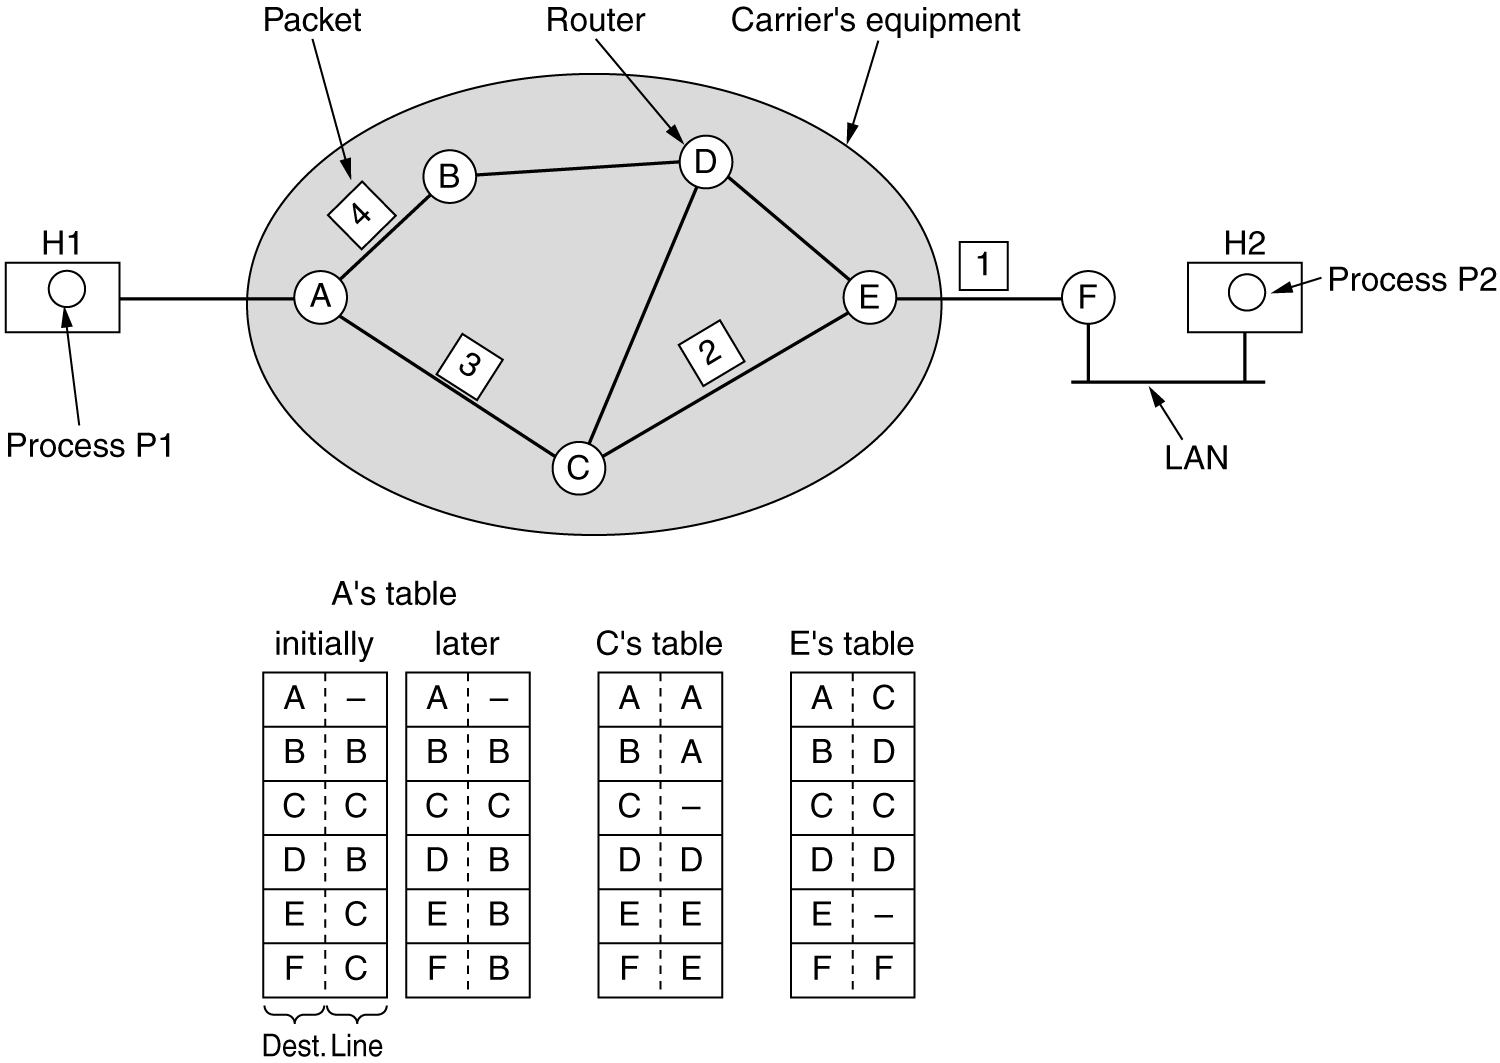 Packet Router Carrier's equipment
B D
4
H1 1 H2
A E F Process P2
3 2
Process P1 C LAN
A's table
initially later C's table E's table
A – A – A A A C
B B B B B A B D
C C C C C – C C
D B D B D D D D
E C E B E E E –
F C F B F E F F
Dest. Line